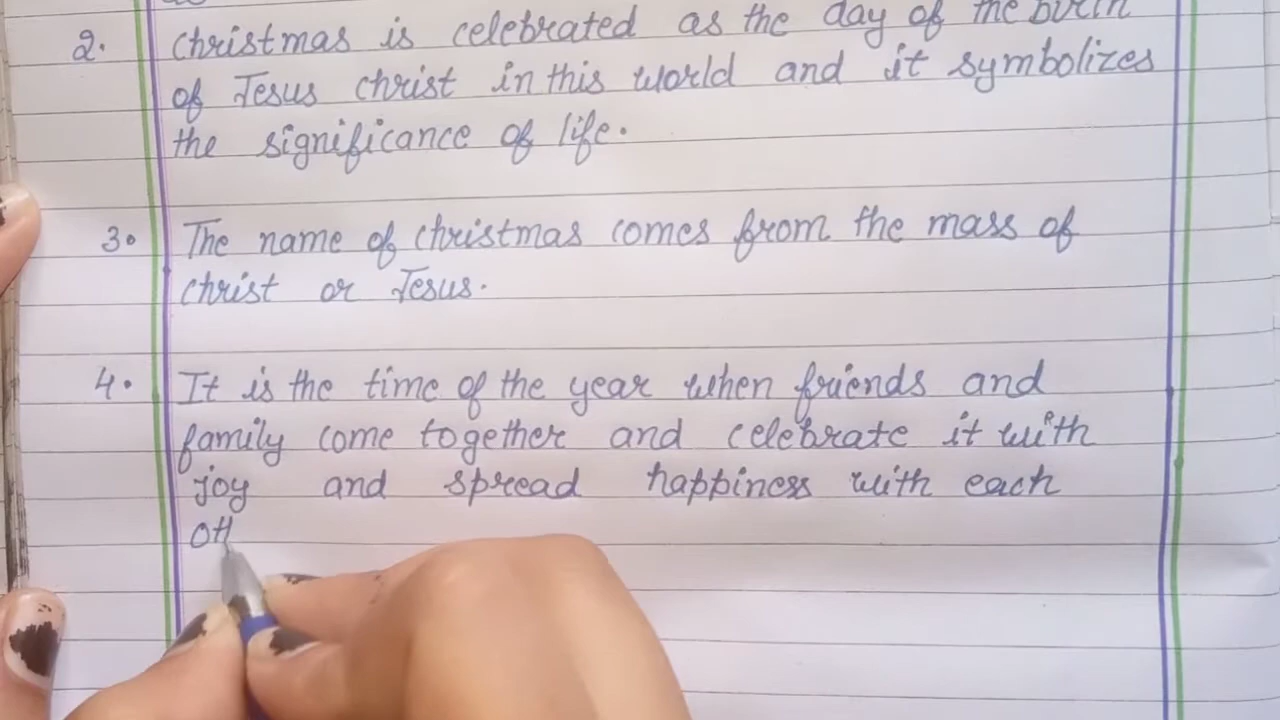 2. christmas is celebrated as the day of the birth
of Jesus christ in this world and it symbolizes
the significance of life.
3. The name of christmas comes from the mass of
christ or Jesus.
4. It is the time of the year when friends and
family come together and celebrate it with
joy and spread happiness with each
oth